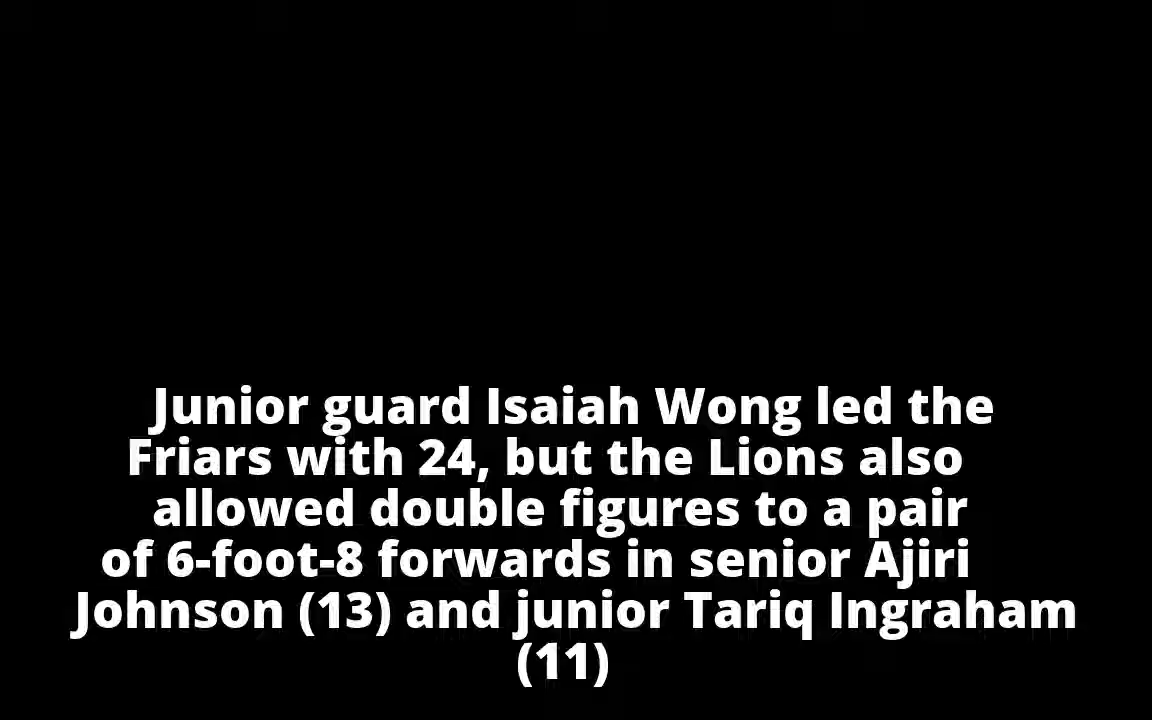 Junior guard Isaiah Wong led the
Friars with 24, but the Lions also
allowed double figures to a pair
of 6-foot-8 forwards in senior Ajiri
Johnson (13) and junior Tariq Ingraham
(11)